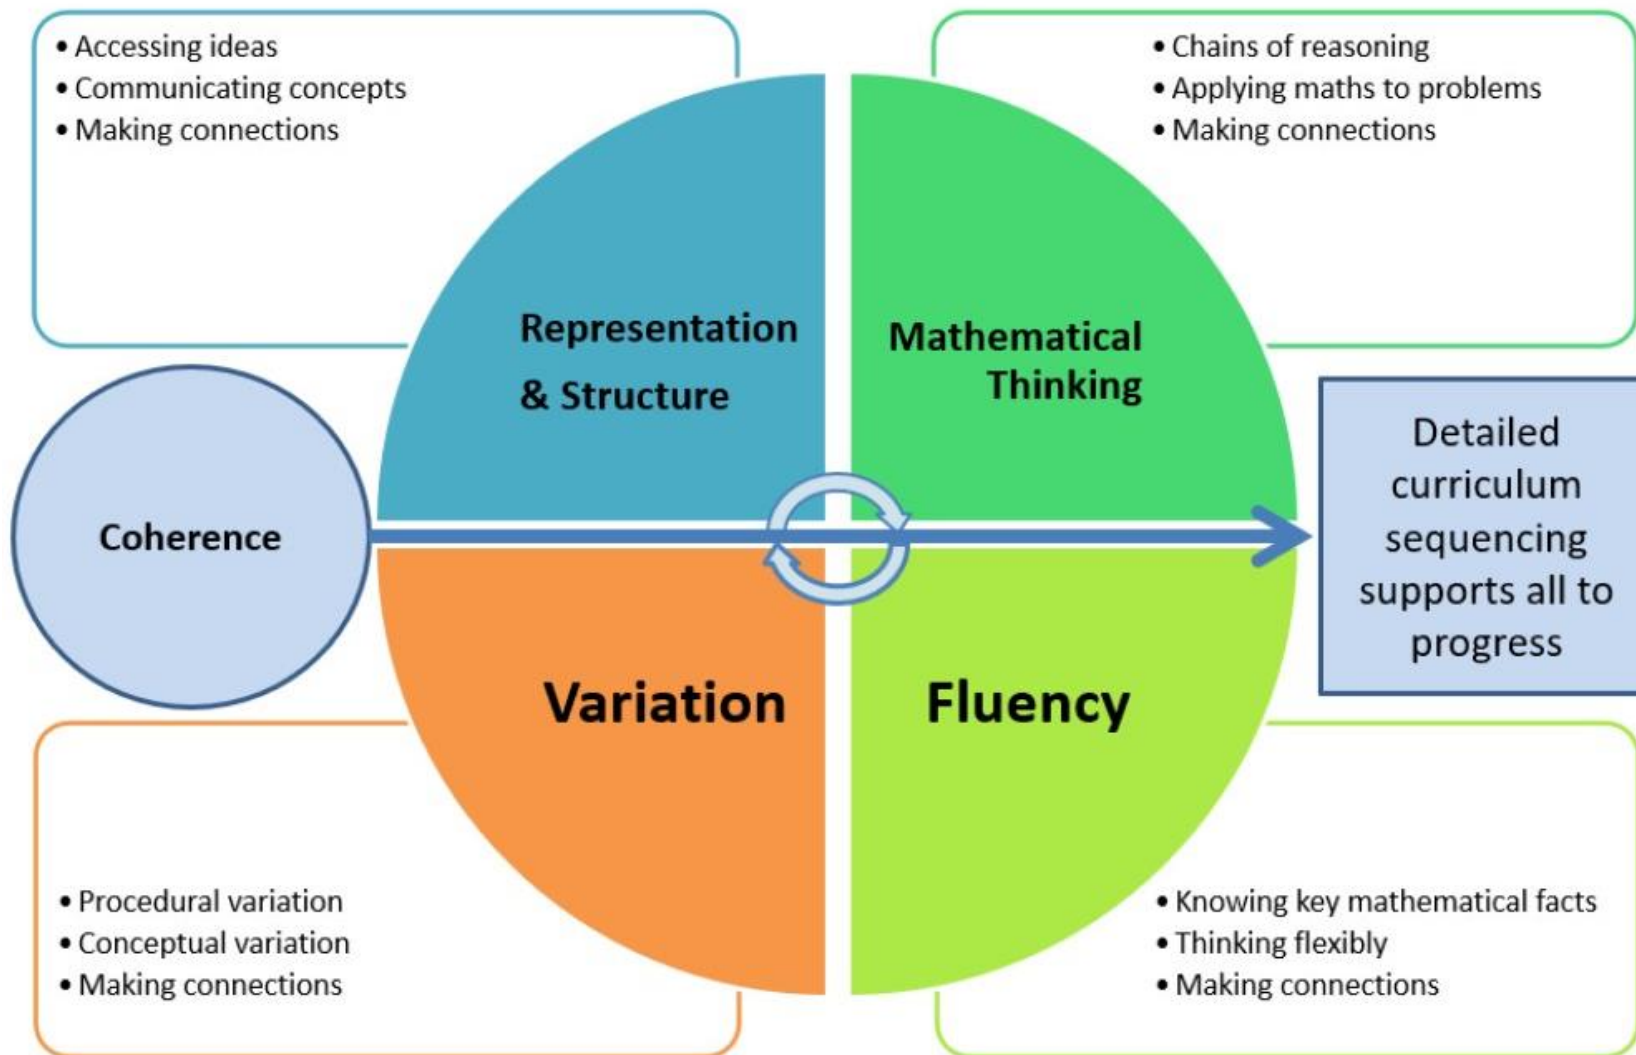 • Accessing ideas
• Communicating concepts
• Making connections
• Chains of reasoning
• Applying maths to problems
• Making connections
Representation
& Structure
Mathematical
Thinking
Coherence
Detailed
curriculum
sequencing
supports all to
progress
Variation
Fluency
• Procedural variation
• Conceptual variation
• Making connections
• Knowing key mathematical facts
• Thinking flexibly
• Making connections